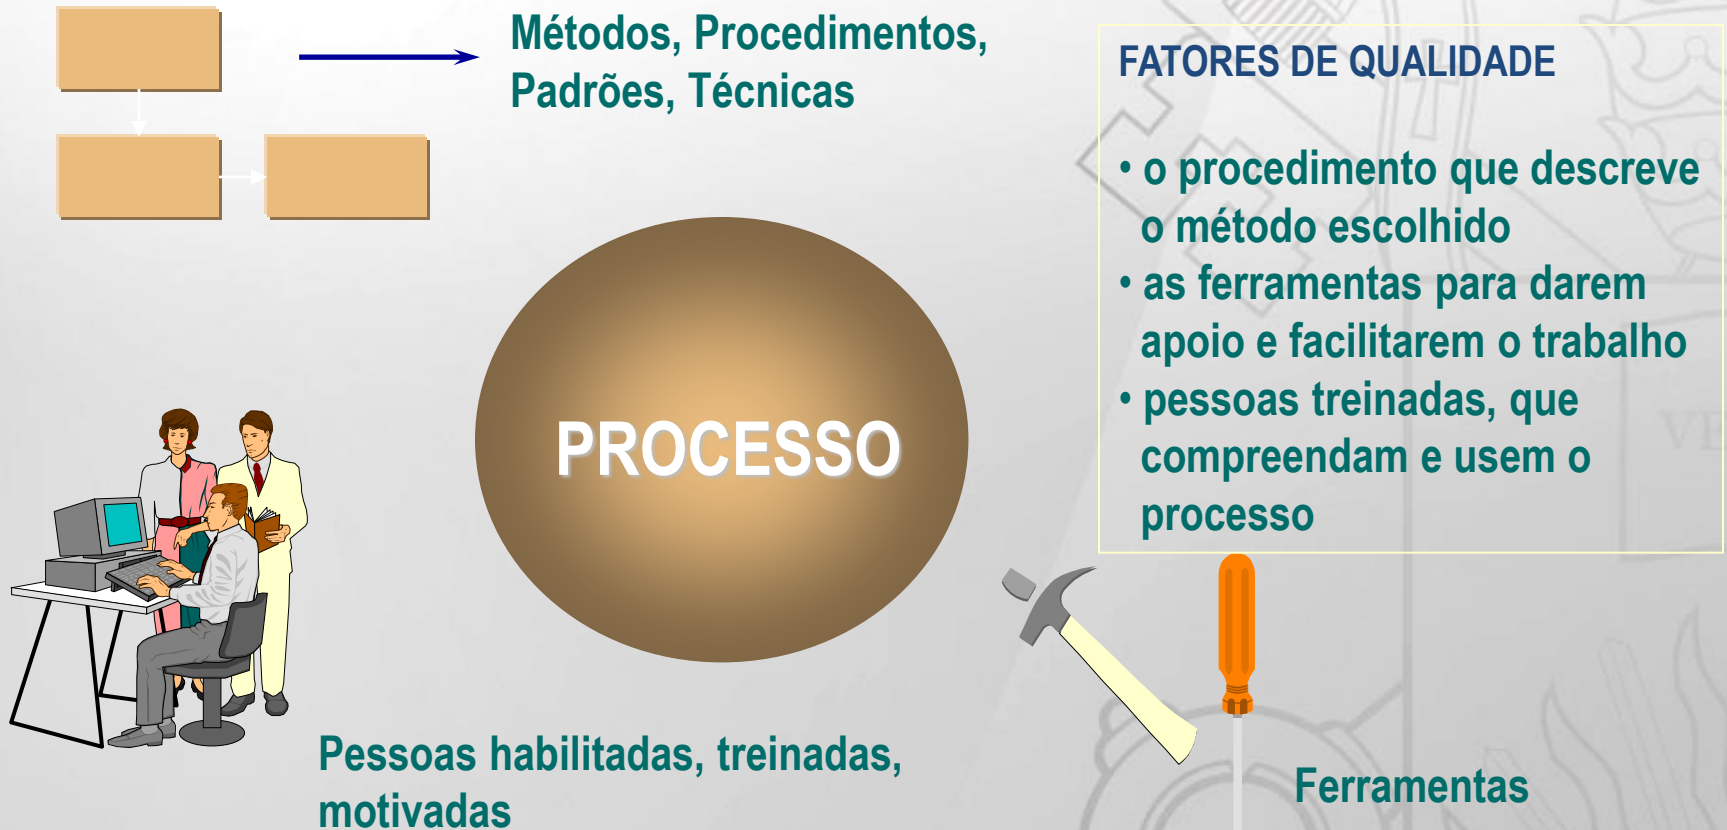 Métodos, Procedimentos,
Padrões, Técnicas
FATORES DE QUALIDADE
• o procedimento que descreve
o método escolhido
• as ferramentas para darem
apoio e facilitarem o trabalho
• pessoas treinadas, que
compreendam e usem o
processo
PROCESSO
Pessoas habilitadas, treinadas,
motivadas
Ferramentas